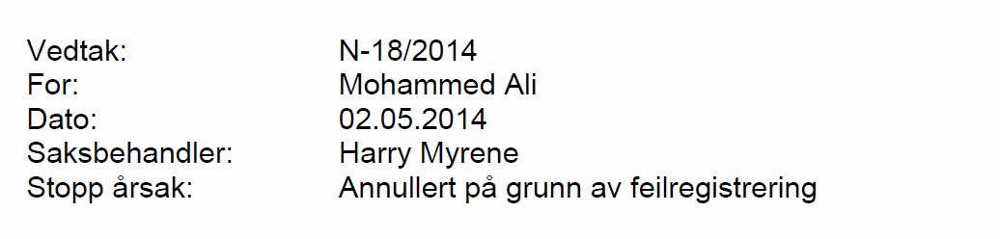 Vedtak: N-18/2014
For: Mohammed Ali
Dato: 02.05.2014
Saksbehandler: Harry Myrene
Stopp årsak: Annullert på grunn av feilregistrering